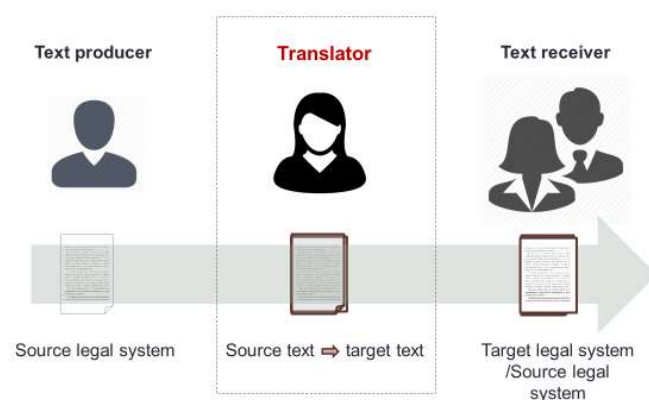 Text producer
Translator
Text receiver
Source legal system
Source text ⇨ target text
Target legal system
/Source legal
system